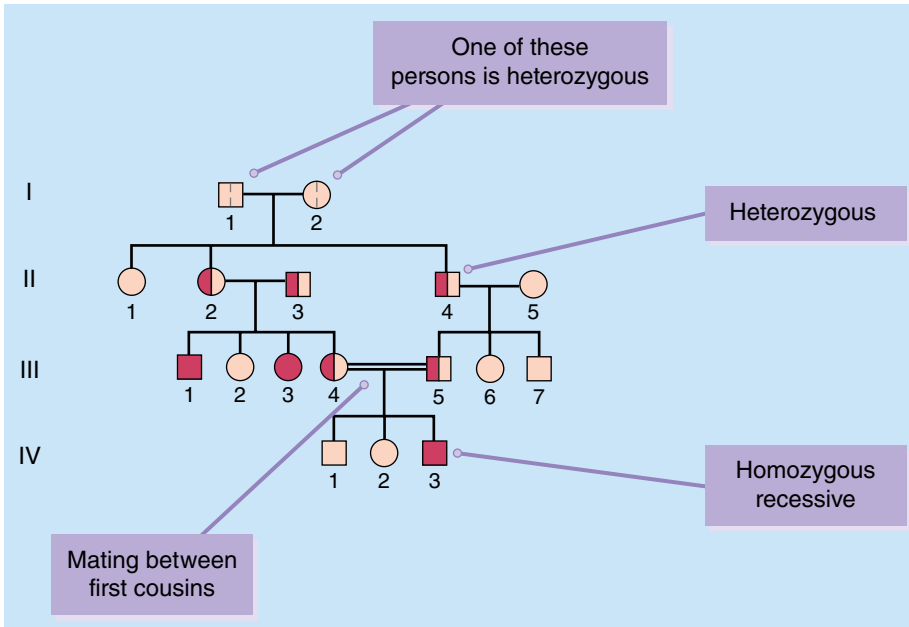 One of these
persons is heterozygous
I
1 2
Heterozygous
II
1 2 3 4 5
III
1 2 3 4 5 6 7
IV
1 2 3
Homozygous
recessive
Mating between
first cousins